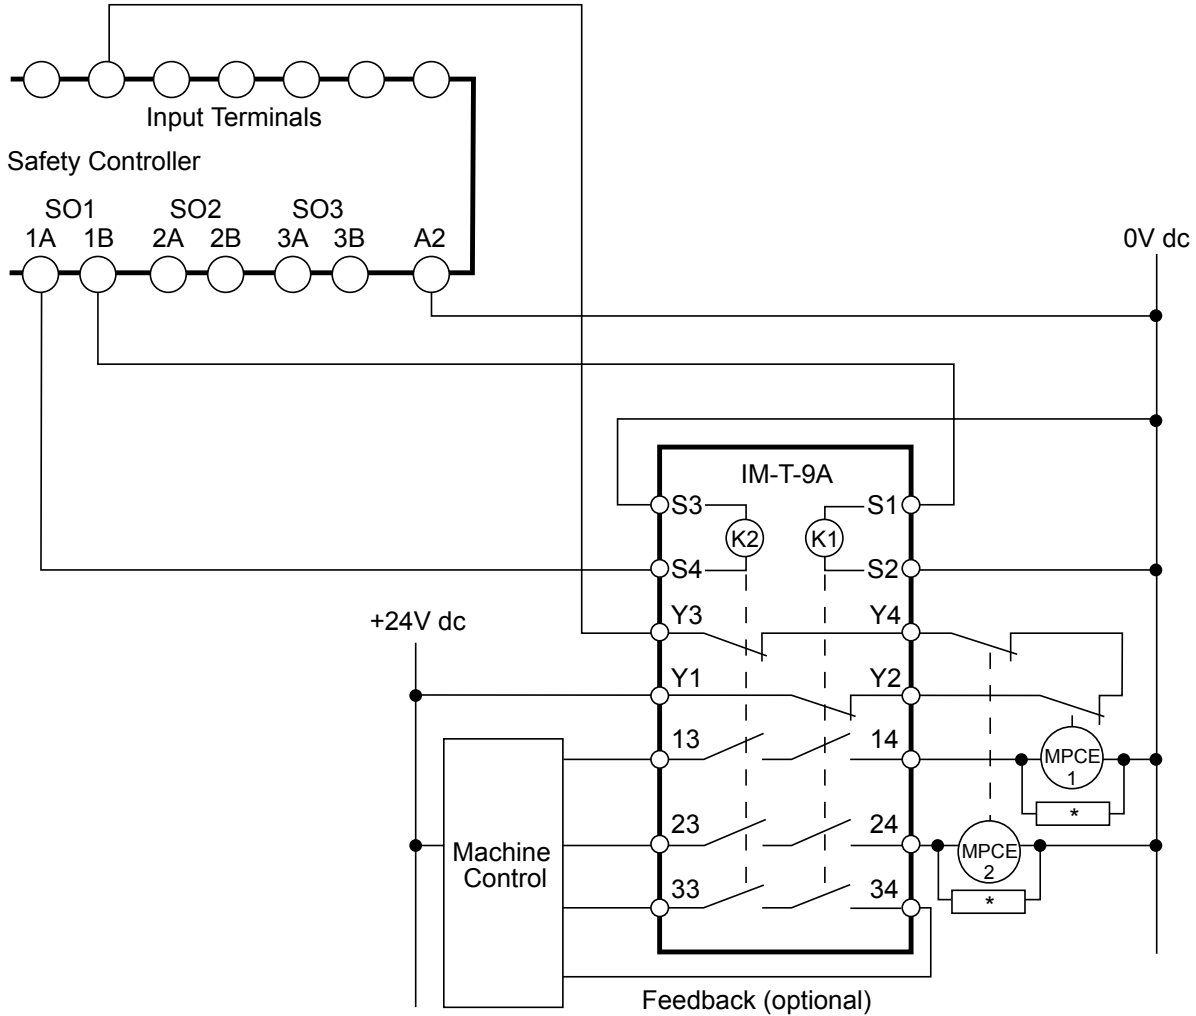 Input Terminals
Safety Controller
SO1 SO2 SO3
1A 1B 2A 2B 3A 3B A2
0V dc
IM-T-9A
S3 S1
K2 K1
S4 S2
+24V dc
Y3 Y4
Y1 Y2
13 14
MPCE
1
*
23 24
Machine
Control
MPCE
2
33 34
*
Feedback (optional)